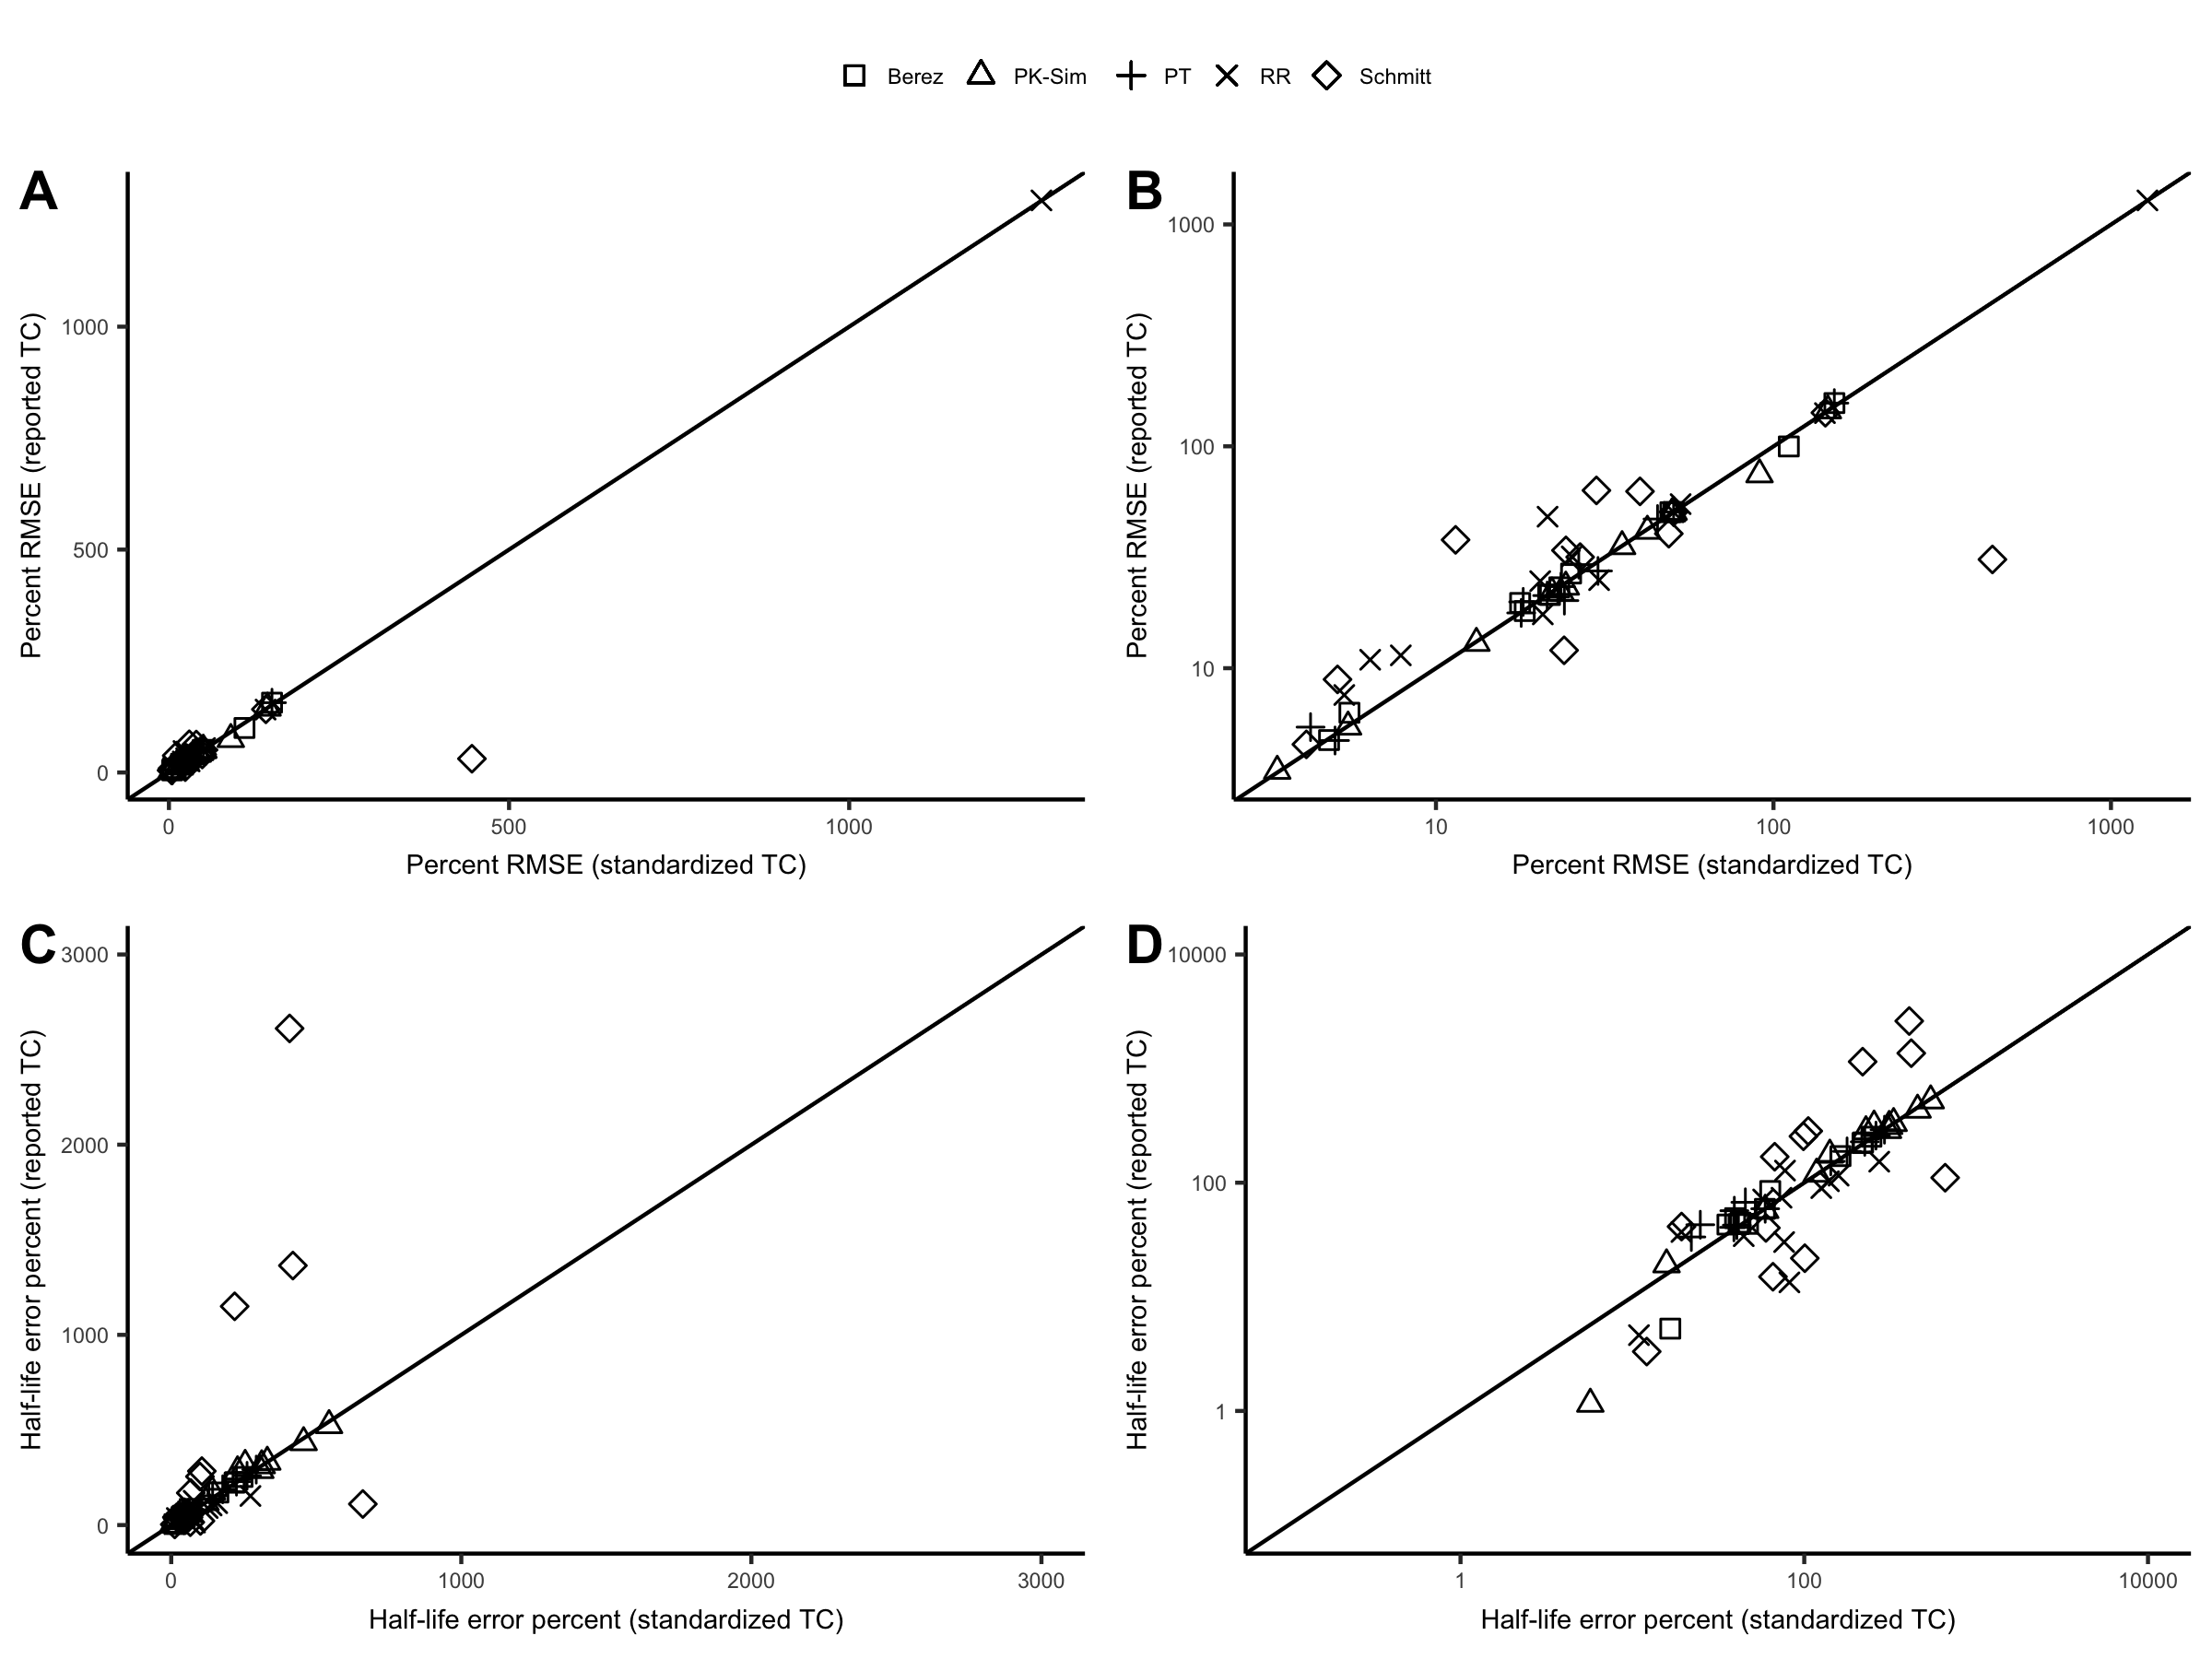 Berez PK-Sim PT RR Schmitt
A
Percent RMSE (reported TC)
1000
500
0
0 500 1000
Percent RMSE (standardized TC)
B
Percent RMSE (reported TC)
1000
100
10
10 100 1000
Percent RMSE (standardized TC)
C
Half-life error percent (reported TC)
3000
2000
1000
0
0 1000 2000 3000
Half-life error percent (standardized TC)
D
Half-life error percent (reported TC)
10000
100
1
1 100 10000
Half-life error percent (standardized TC)